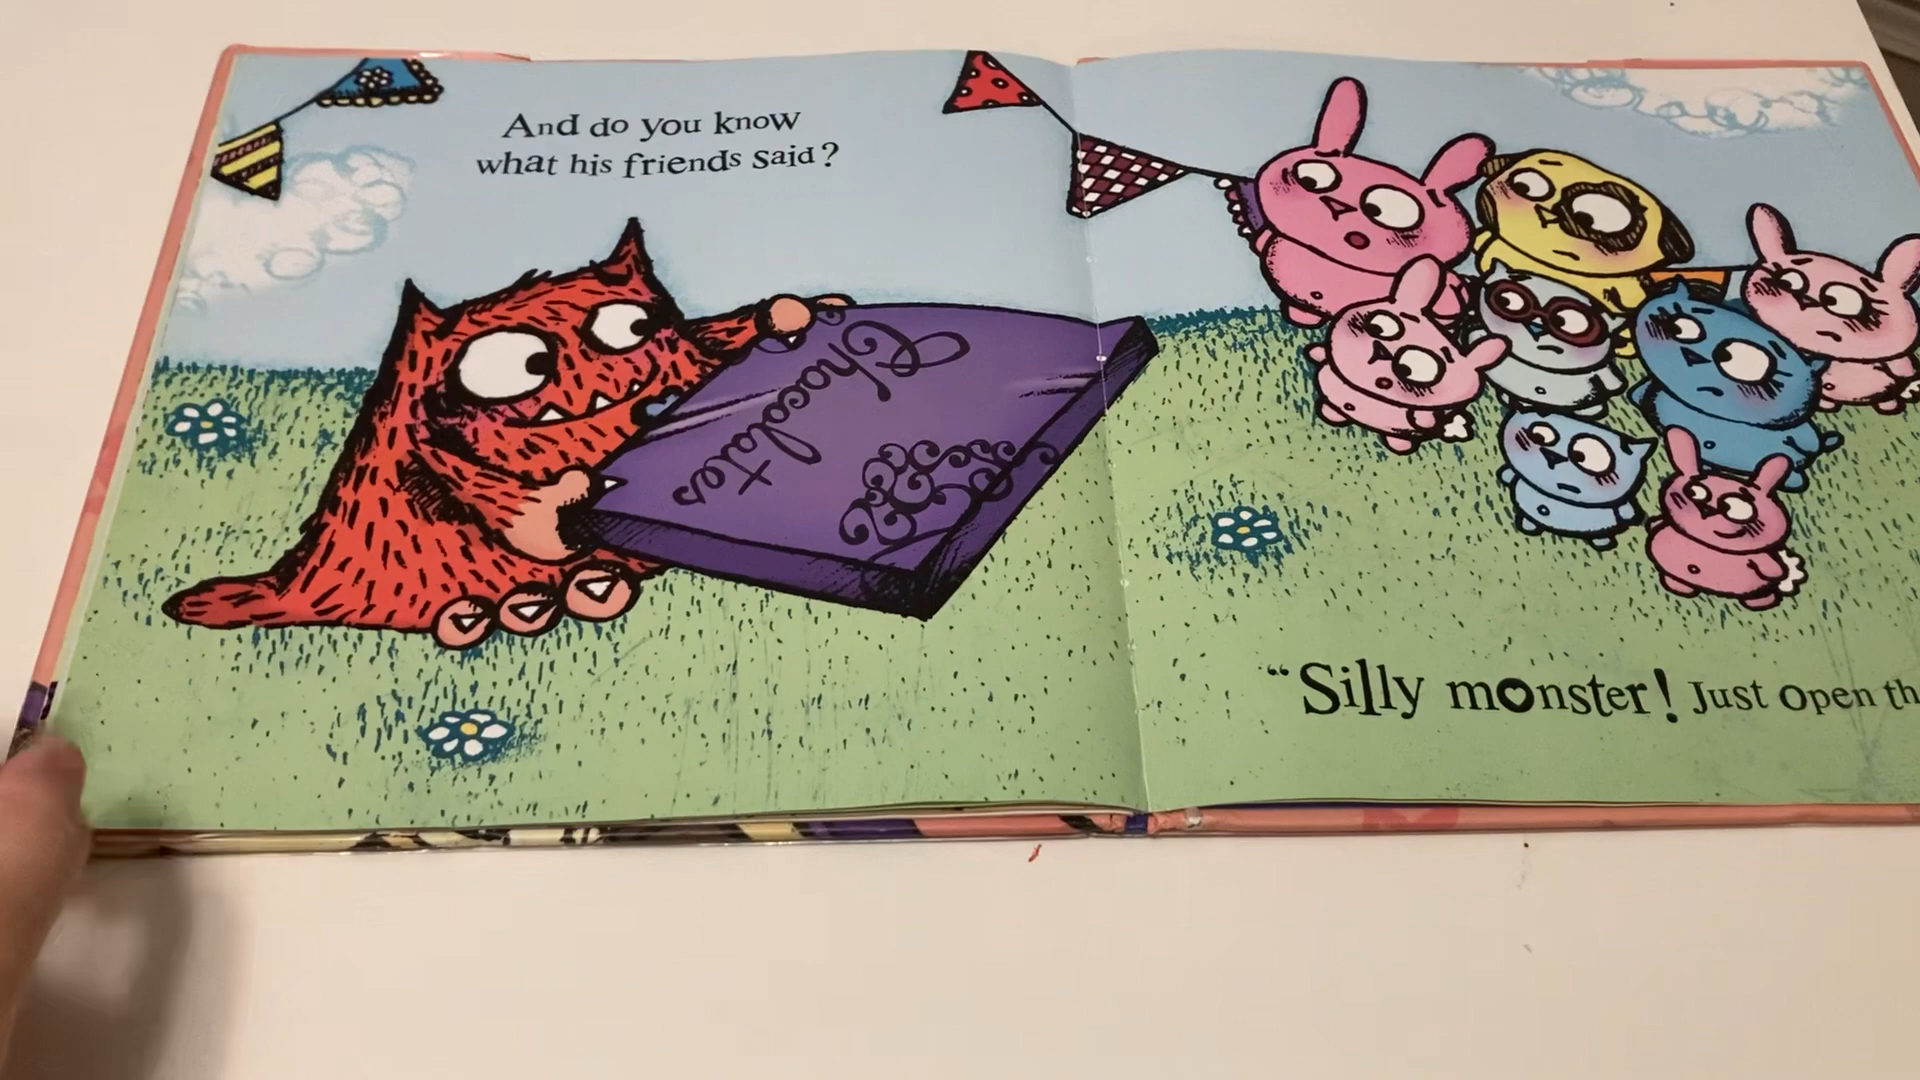 And do you know
what his friends said?
Chocolates
“Silly monster! Just open th